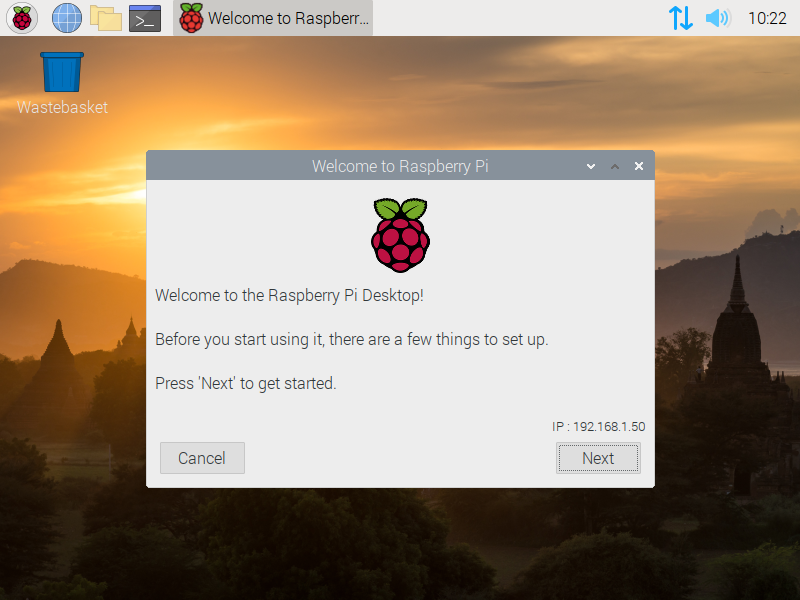 Welcome to Raspberr...
10:22
Wastebasket
Welcome to Raspberry Pi
Welcome to the Raspberry Pi Desktop!
Before you start using it, there are a few things to set up.
Press 'Next' to get started.
IP : 192.168.1.50
Cancel
Next